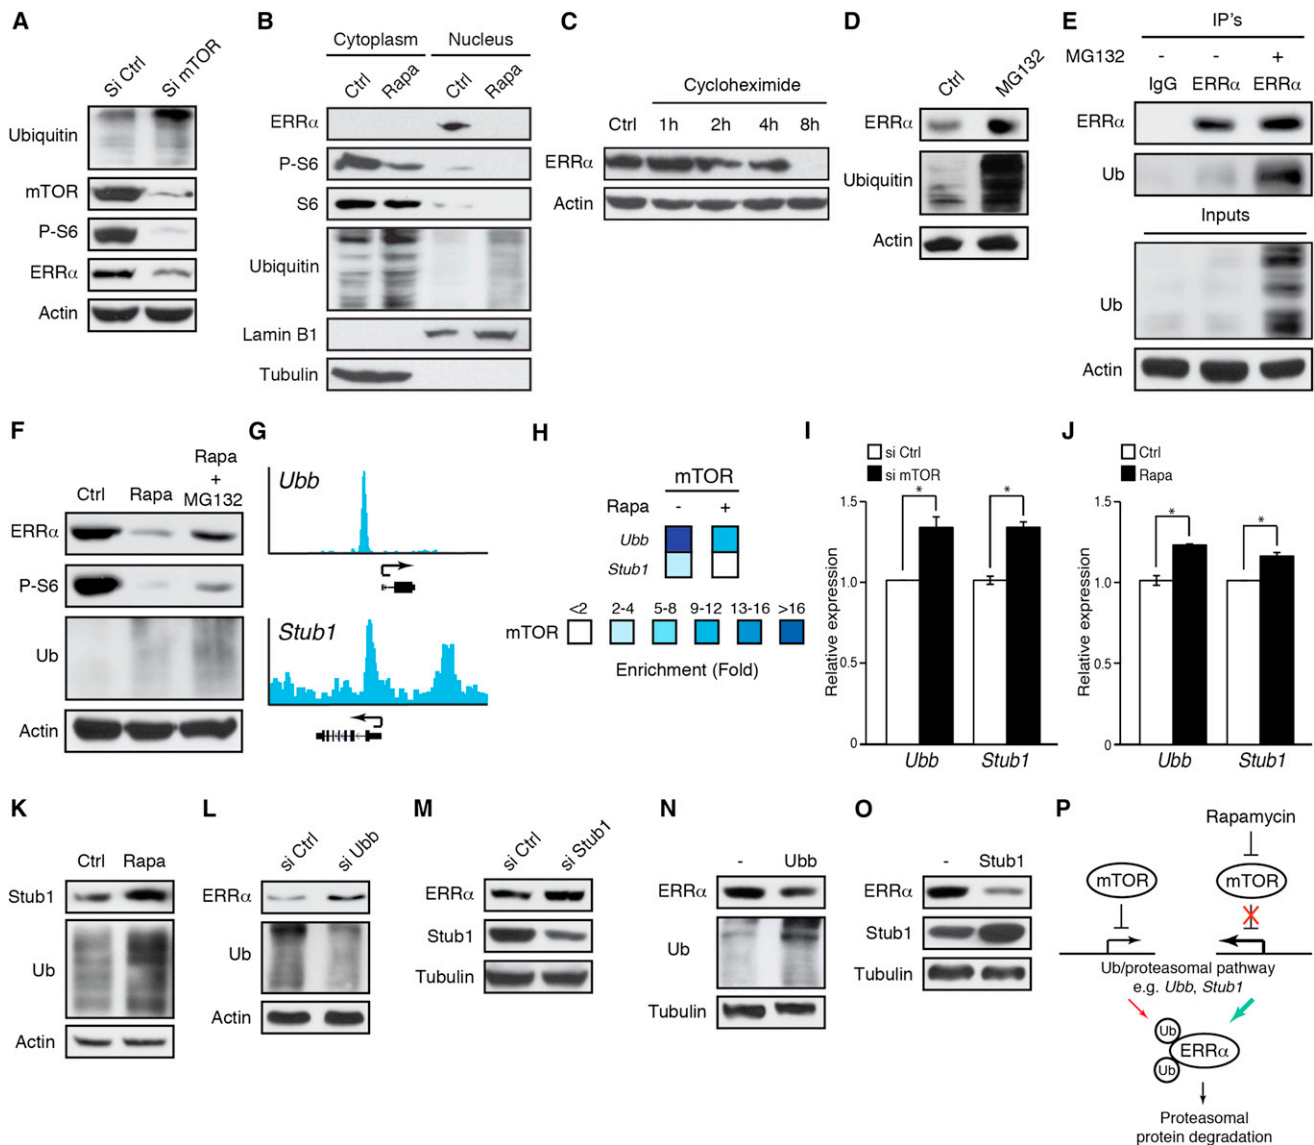 A
Si Ctrl
Si mTOR
Ubiquitin
mTOR
P-S6
ERRα
Actin
B
Cytoplasm
Nucleus
Ctrl
Rapa
Ctrl
Rapa
ERRα
P-S6
S6
Ubiquitin
Lamin B1
Tubulin
C
Cycloheximide
Ctrl 1h 2h 4h 8h
ERRα
Actin
D
Ctrl
MG132
ERRα
Ubiquitin
Actin
E
IP's
MG132 - - +
IgG ERRα ERRα
ERRα
Ub
Inputs
Ub
Actin
F
Rapa
+
Ctrl Rapa MG132
ERRα
P-S6
Ub
Actin
G
Ubb
Stub1
H
mTOR
Rapa - +
Ubb
Stub1
<2 2-4 5-8 9-12 13-16 >16
mTOR
Enrichment (Fold)
I
si Ctrl
si mTOR
Relative expression
1.5
1.0
0.5
0
*
*
Ubb Stub1
J
Ctrl
Rapa
Relative expression
1.5
1.0
0.5
0
*
*
Ubb Stub1
K
Ctrl Rapa
Stub1
Ub
Actin
L
si Ctrl
si Ubb
ERRα
Ub
Actin
M
si Ctrl
si Stub1
ERRα
Stub1
Tubulin
N
- Ubb
ERRα
Ub
Tubulin
O
- Stub1
ERRα
Stub1
Tubulin
P
Rapamycin
mTOR mTOR
Ub/proteasomal pathway
e.g. Ubb, Stub1
Ub
ERRα
Ub
Proteasomal
protein degradation